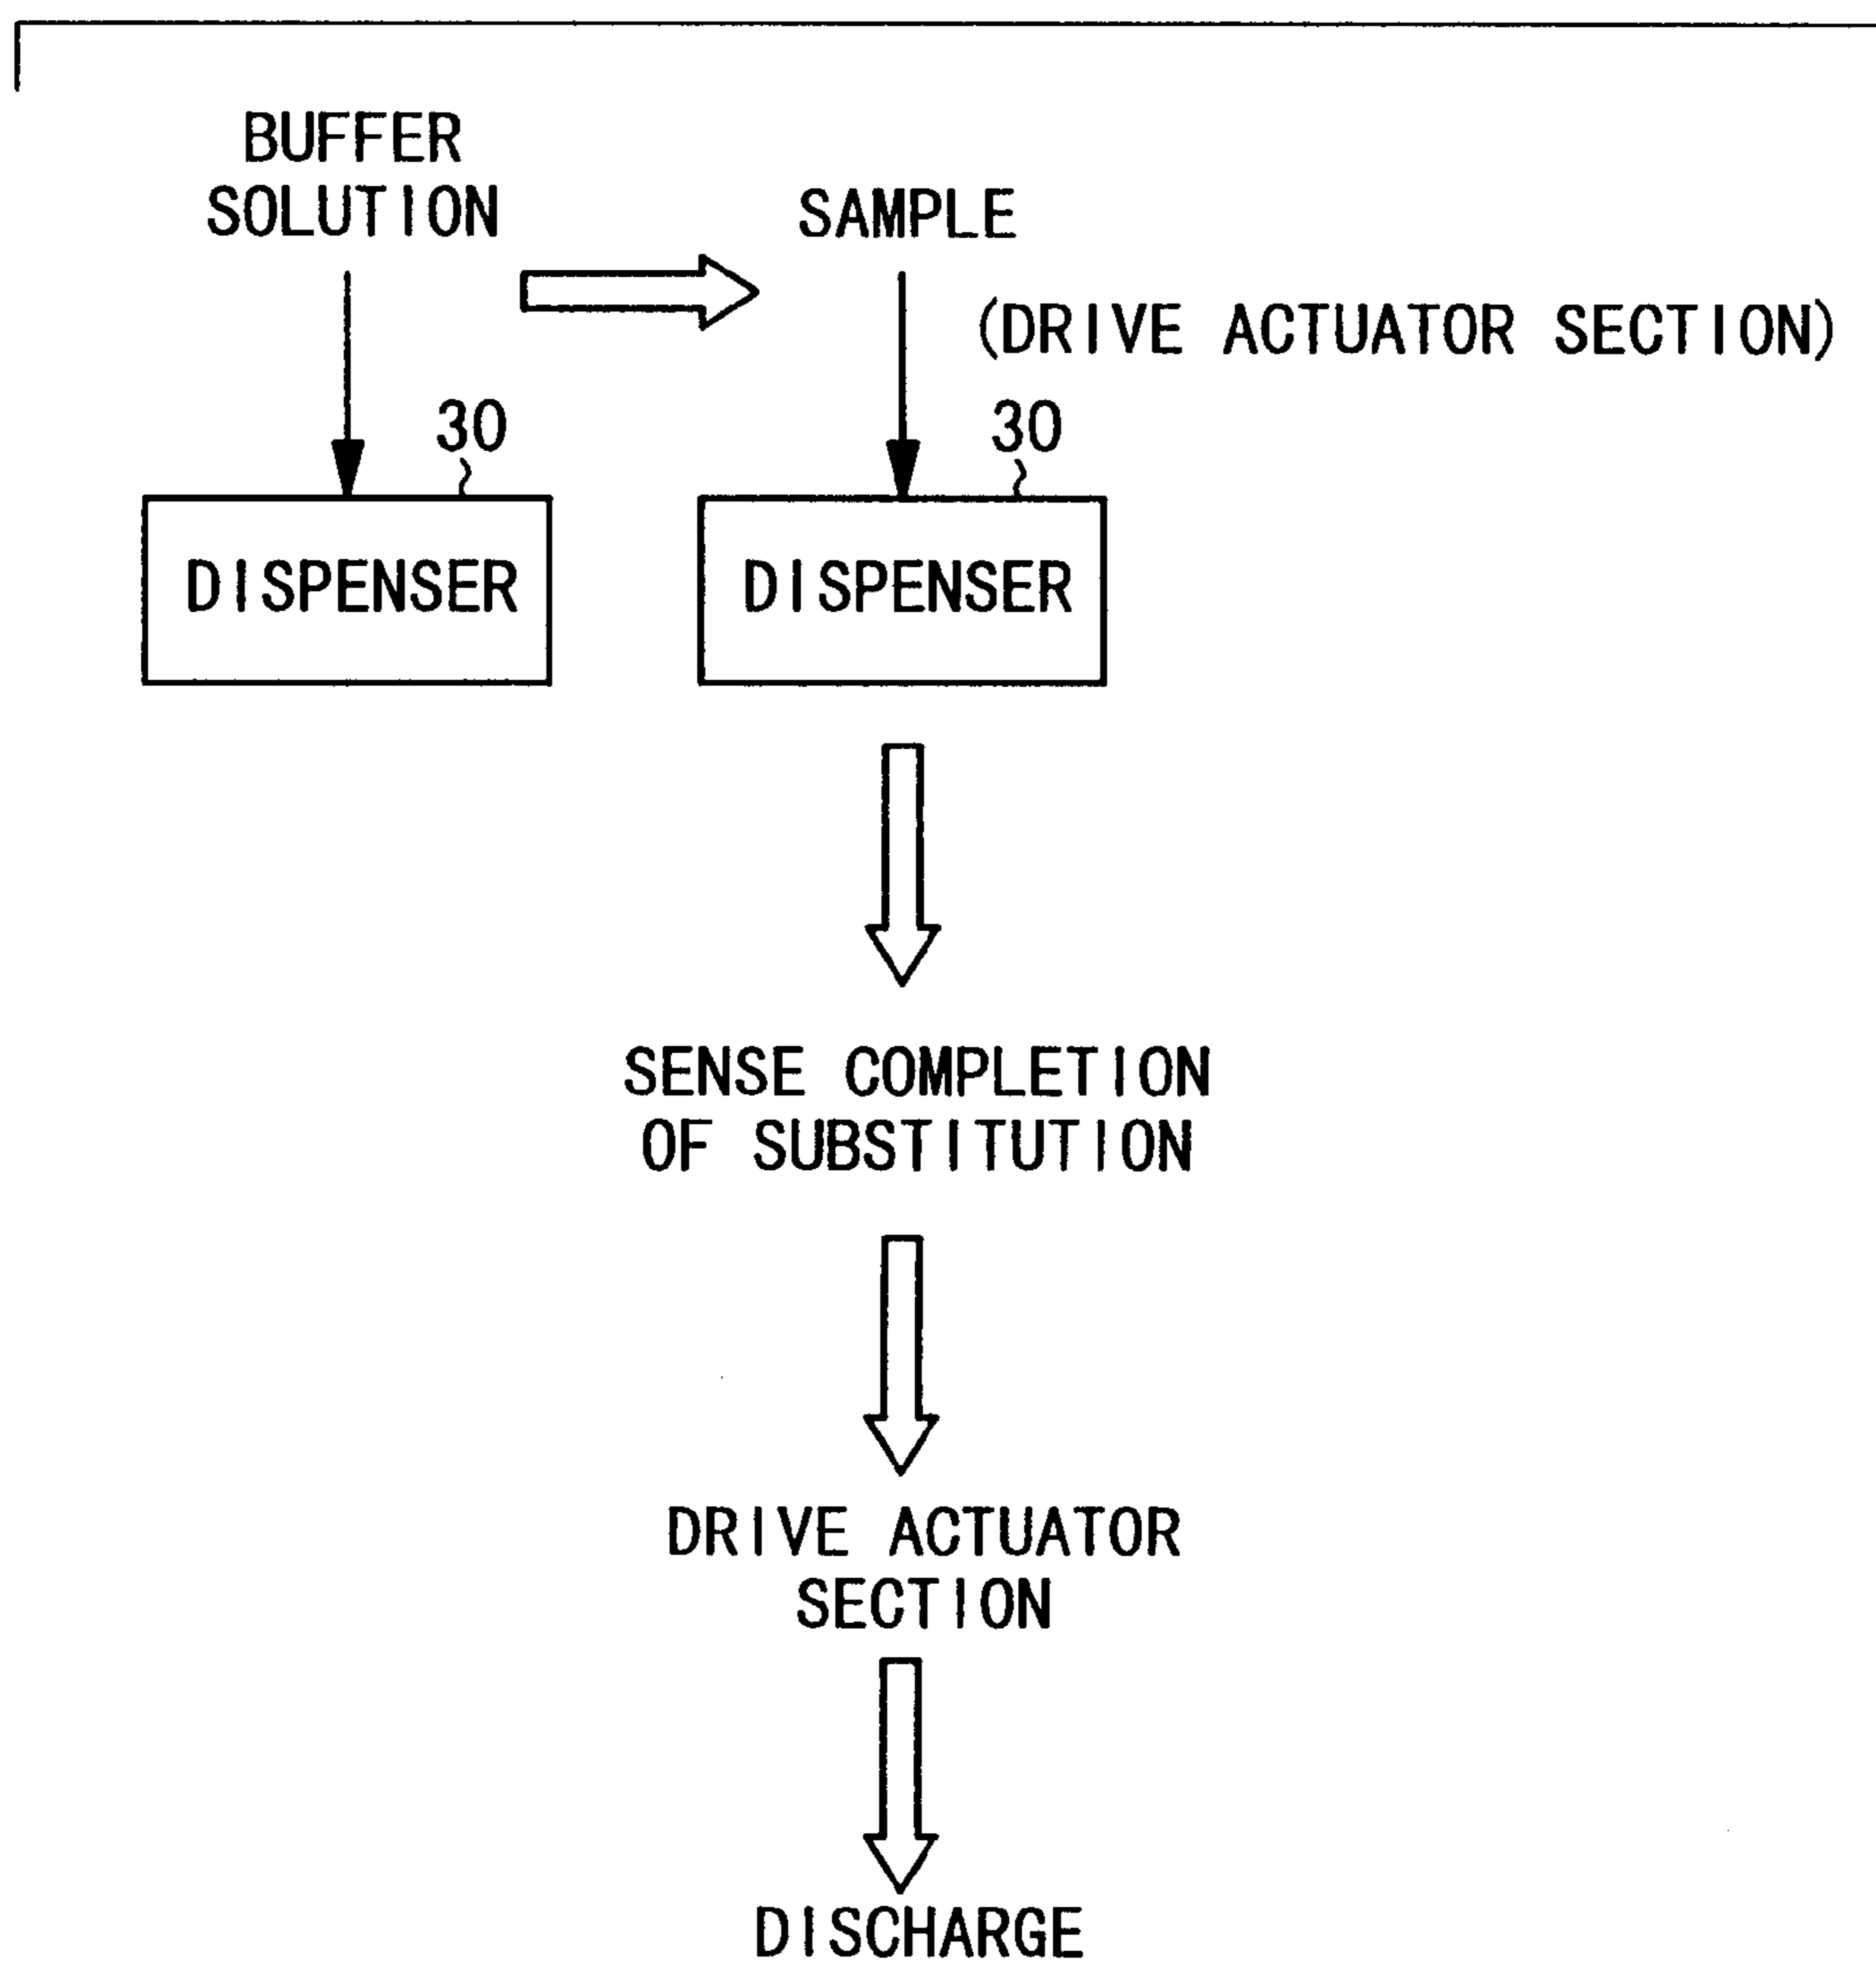 BUFFER
SOLUTION
SAMPLE
(DRIVE ACTUATOR SECTION)
30
30
DISPENSER
DISPENSER
SENSE COMPLETION
OF SUBSTITUTION
DRIVE ACTUATOR
SECTION
DISCHARGE